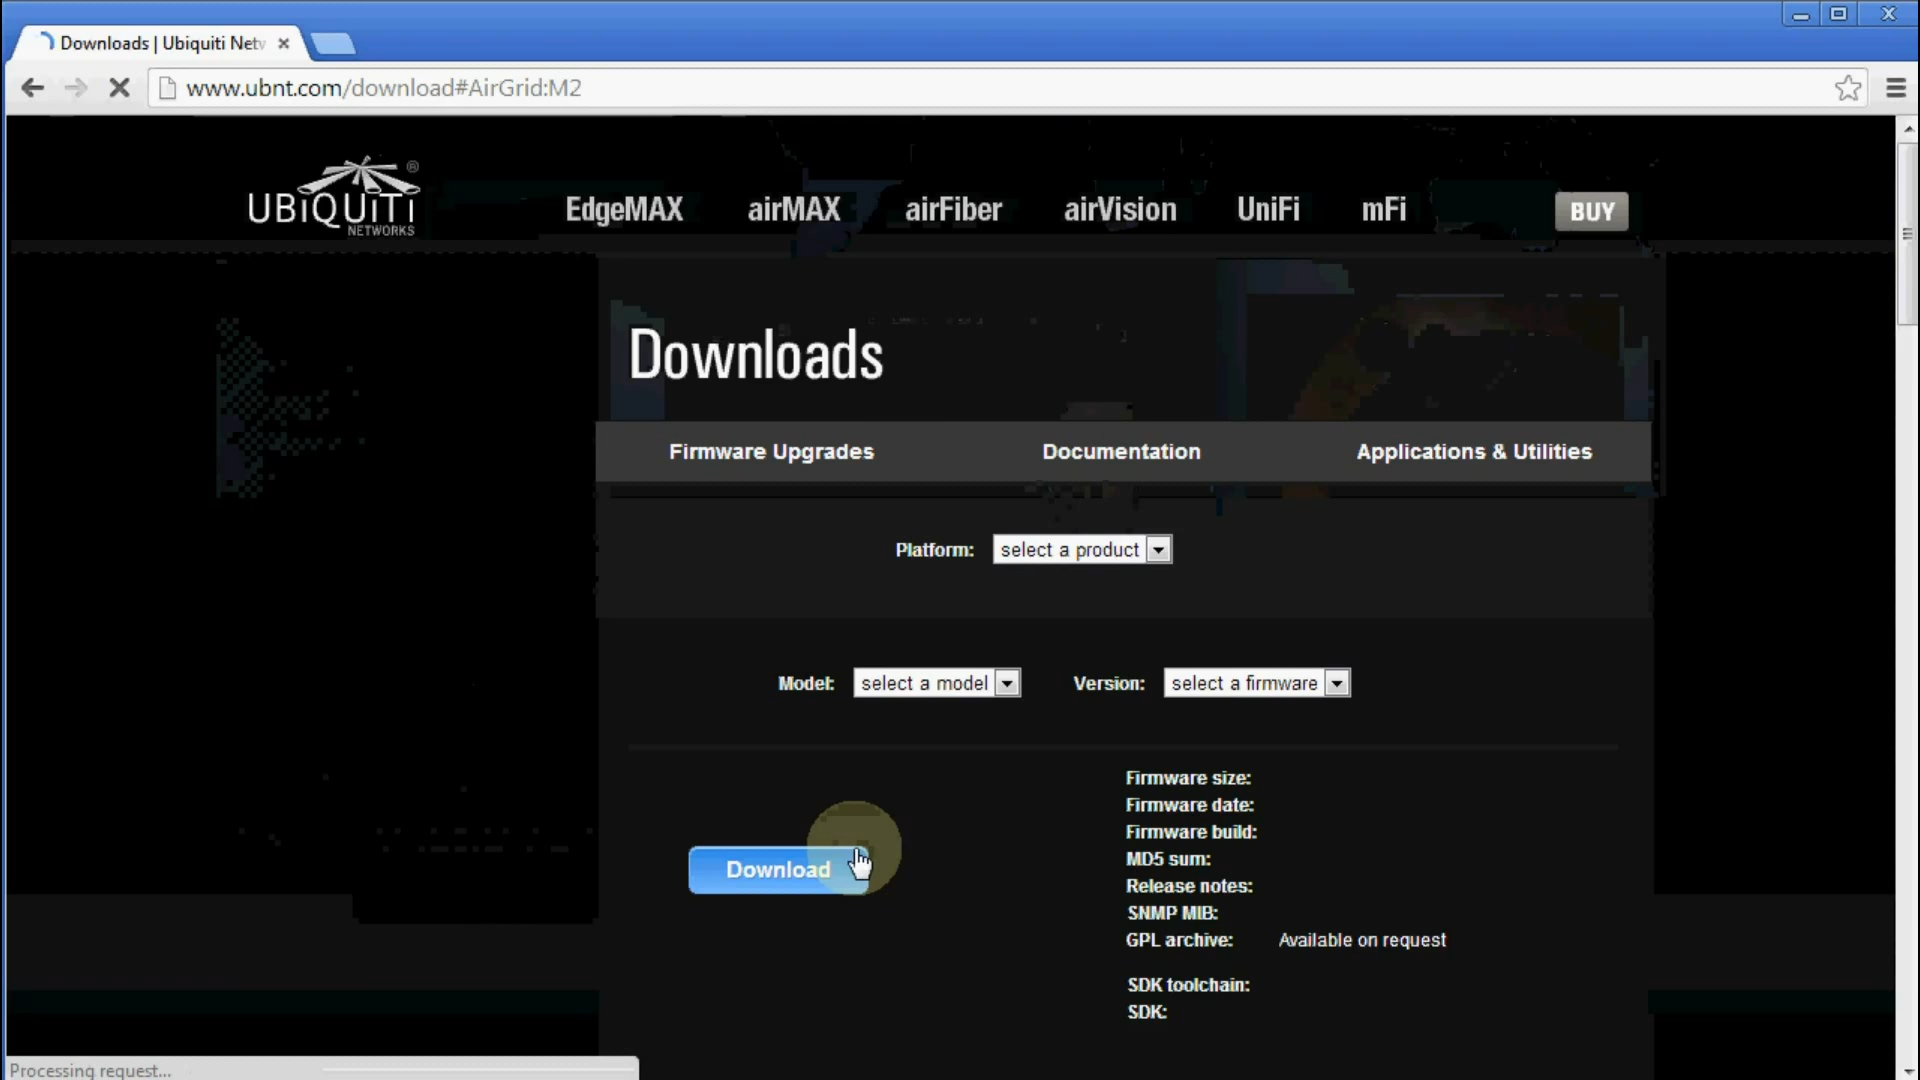 Downloads | Ubiquiti Netv
www.ubnt.com/download#AirGrid:M2
UBiQUiTi ®
NETWORKS
EdgeMAX airMAX airFiber airVision UniFi mFi BUY
Downloads
Firmware Upgrades Documentation Applications & Utilities
Platform: select a product
Model: select a model Version: select a firmware
Firmware size:
Firmware date:
Firmware build:
MD5 sum:
Download
Release notes:
SNMP MIB:
GPL archive: Available on request
SDK toolchain:
SDK:
Processing request...